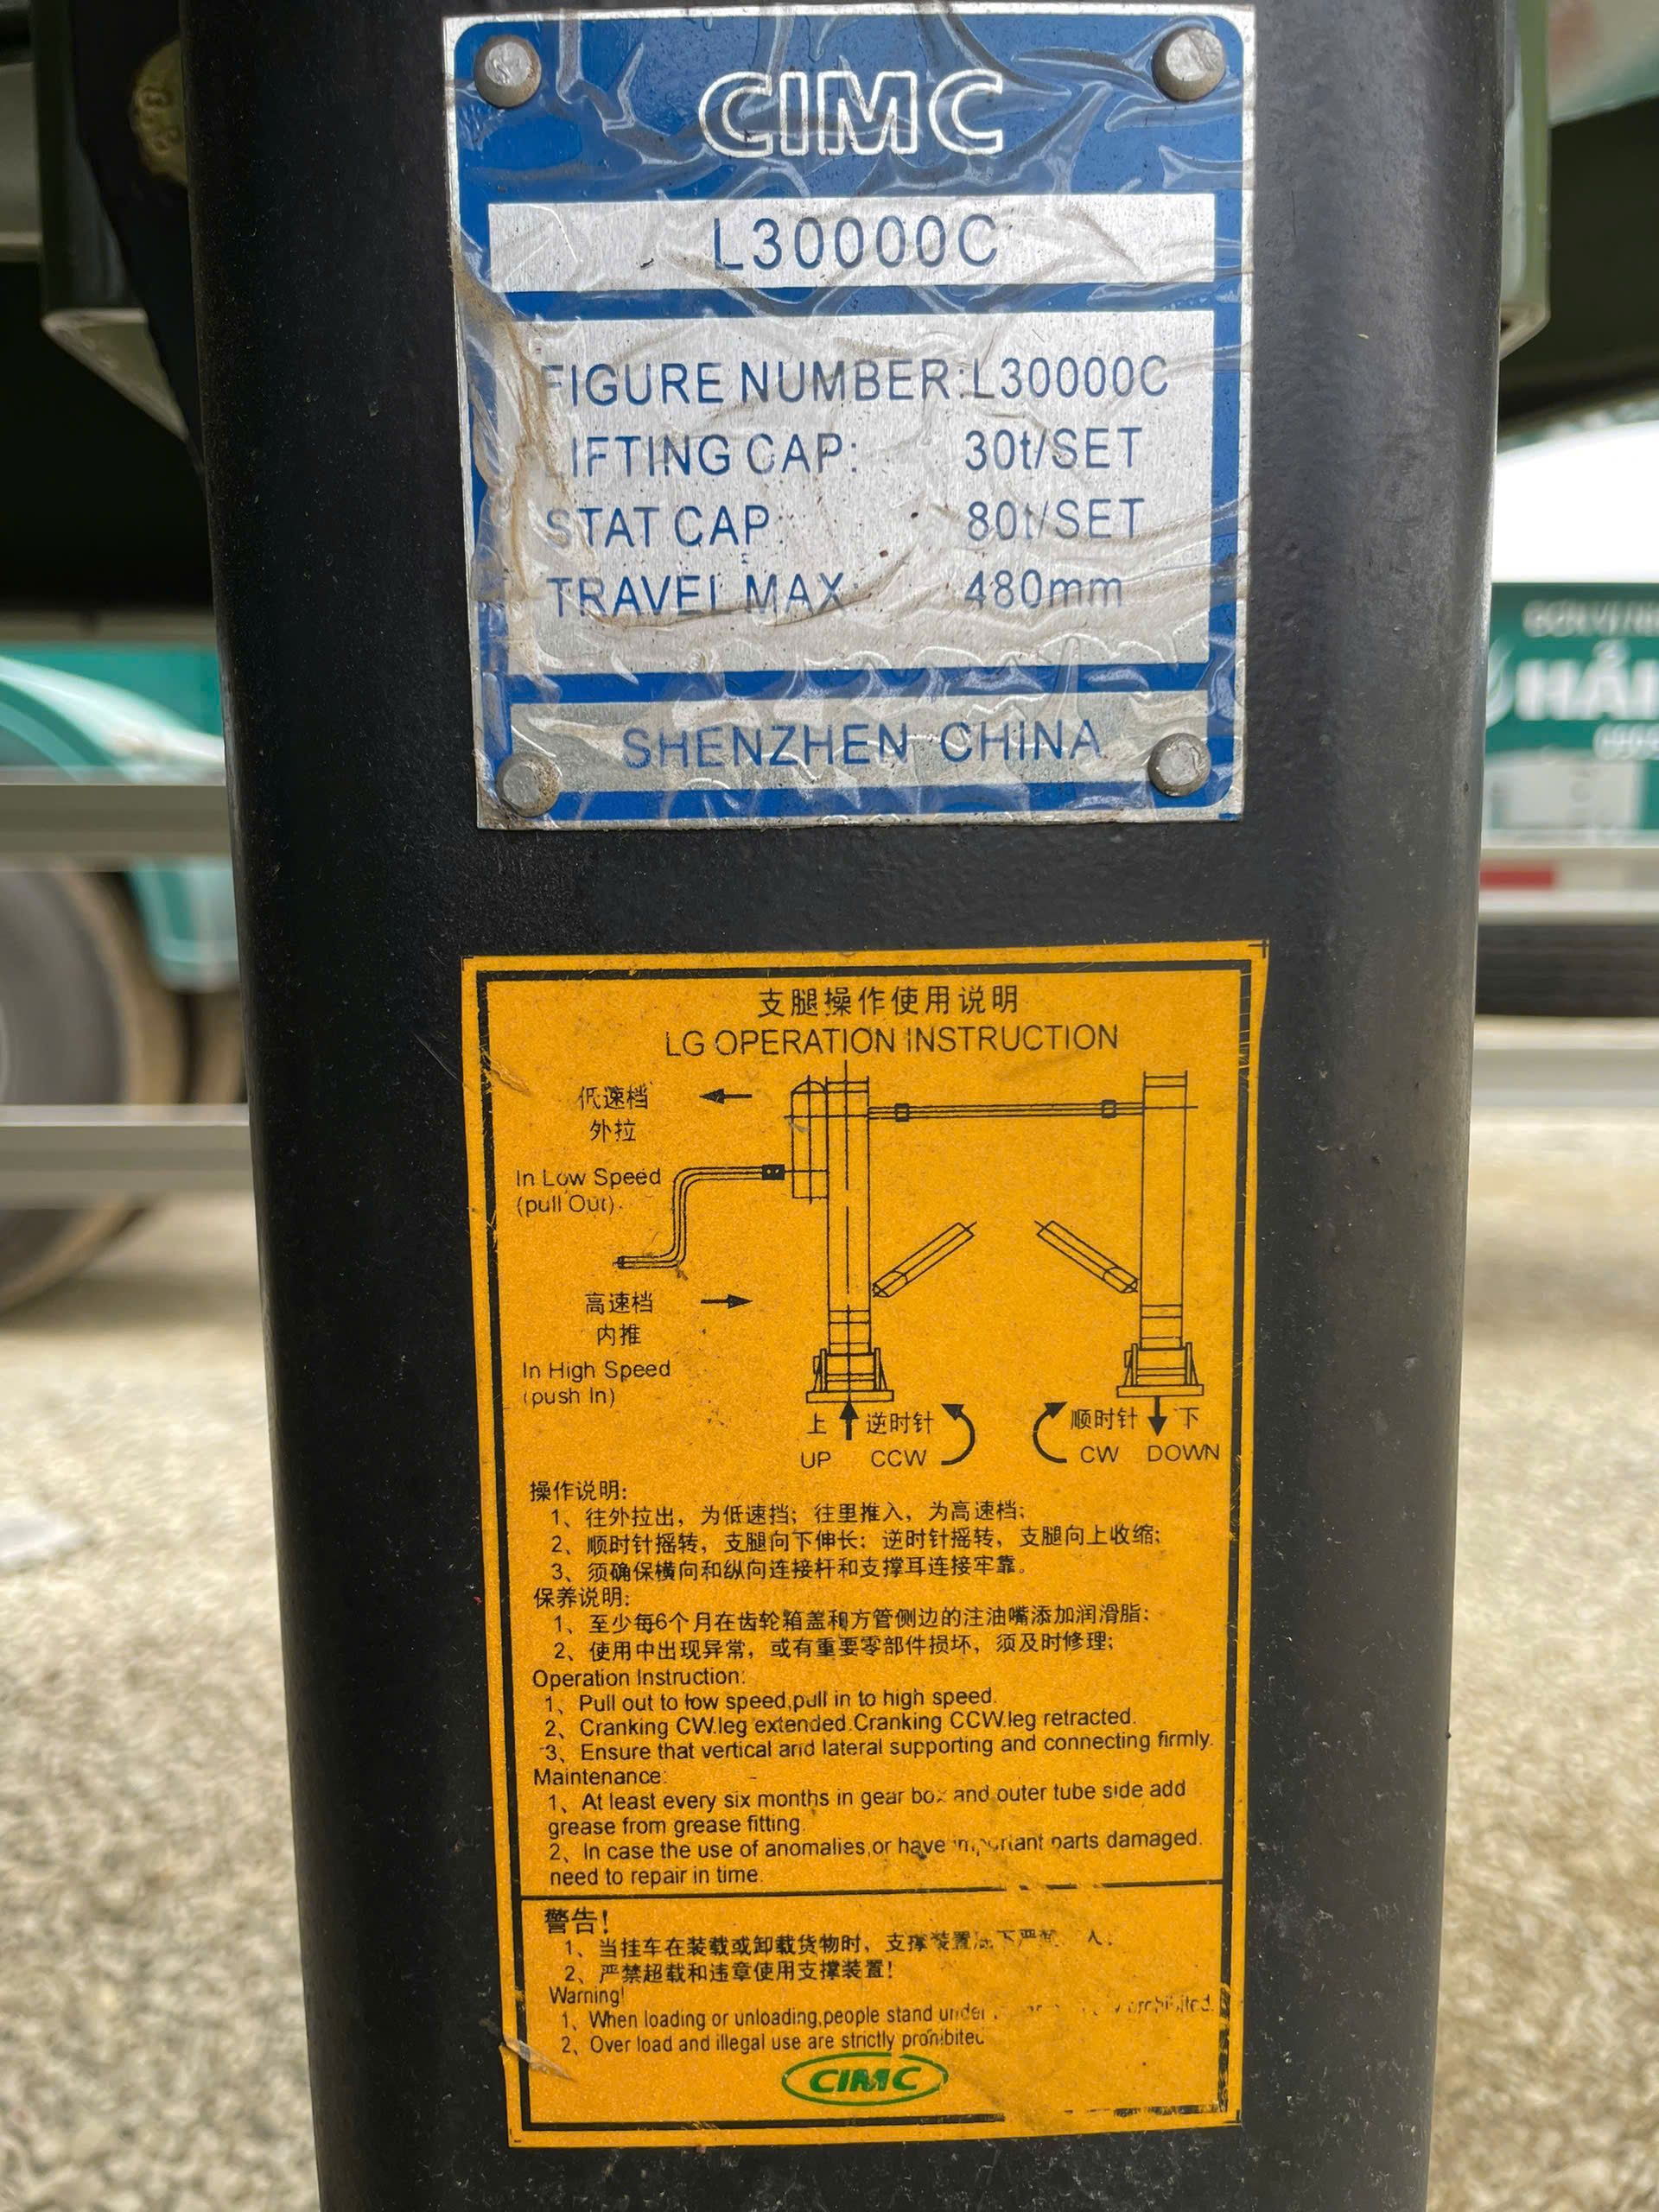 CIMC
L30000C
FIGURE NUMBER:L30000C
LIFTING CAP: 30t/SET
STAT CAP: 80t/SET
TRAVEL MAX: 480mm
SHENZHEN CHINA
支腿操作使用说明
LG OPERATION INSTRUCTION
低速档
外拉
In Low Speed
(pull Out)
高速档
内推
In High Speed
(push In)
上 逆时针 顺时针 下
UP CCW CW DOWN
操作说明:
1、往外拉出，为低速挡；往里推入，为高速档；
2、顺时针摇转，支腿向下伸长；逆时针摇转，支腿向上收缩；
3、须确保横向和纵向连接杆和支撑耳连接牢靠。
保养说明:
1、至少每6个月在齿轮箱盖和方管侧边的注油嘴添加润滑脂；
2、使用中出现异常，或有重要零部件损坏，须及时修理；
Operation Instruction:
1、Pull out to low speed,pull in to high speed.
2、Cranking CW.leg extended.Cranking CCW.leg retracted.
3、Ensure that vertical and lateral supporting and connecting firmly.
Maintenance:
1、At least every six months in gear box and outer tube side add
grease from grease fitting.
2、In case the use of anomalies,or have important parts damaged.
need to repair in time.
警告!
1、当挂车在装载或卸载货物时，支撑装置 下严
2、严禁超载和违章使用支撑装置!
Warning!
1、When loading or unloading,people stand under prohibited.
2、Over load and illegal use are strictly prohibited
CIMC
HẢI